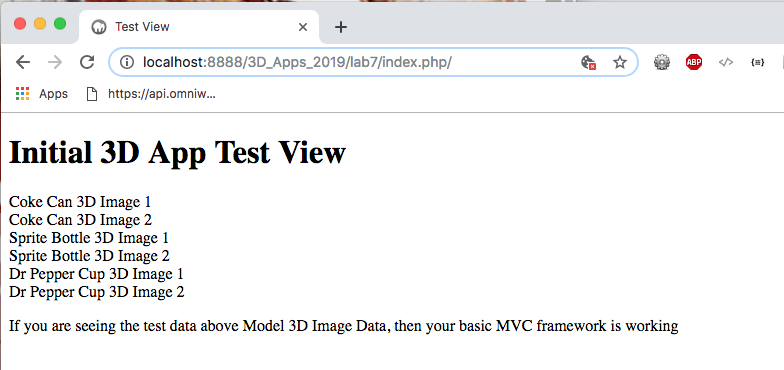 Test View
localhost:8888/3D_Apps_2019/lab7/index.php/
ABP
Apps
https://api.omniw...
Initial 3D App Test View
Coke Can 3D Image 1
Coke Can 3D Image 2
Sprite Bottle 3D Image 1
Sprite Bottle 3D Image 2
Dr Pepper Cup 3D Image 1
Dr Pepper Cup 3D Image 2
If you are seeing the test data above Model 3D Image Data, then your basic MVC framework is working